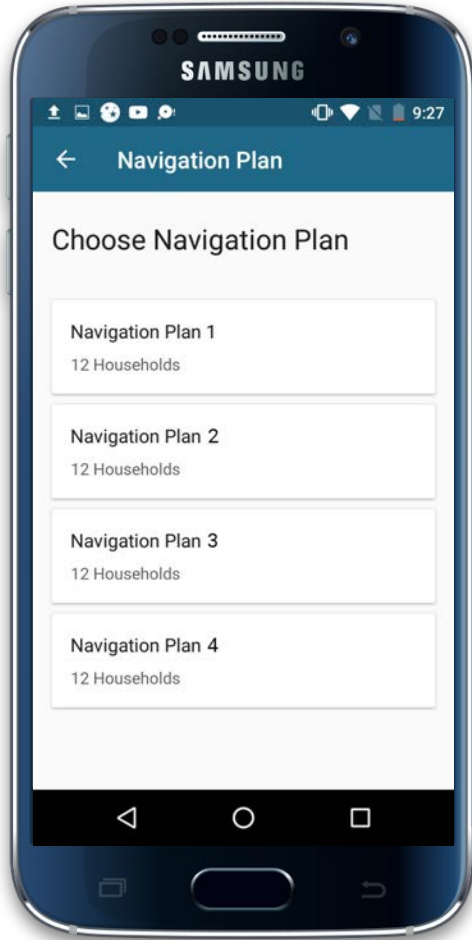 SAMSUNG
9:27
Navigation Plan
Choose Navigation Plan
Navigation Plan 1
12 Households
Navigation Plan 2
12 Households
Navigation Plan 3
12 Households
Navigation Plan 4
12 Households